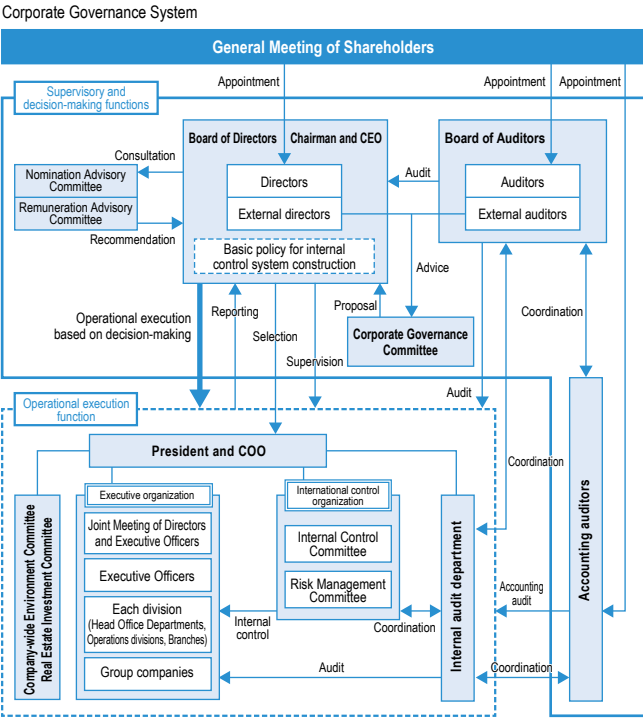 Corporate Governance System
General Meeting of Shareholders
Appointment
Appointment
Appointment
Supervisory and
decision-making functions
Board of Directors
Chairman and CEO
Board of Auditors
Consultation
Nomination Advisory
Committee
Remuneration Advisory
Committee
Recommendation
Directors
External directors
Audit
Auditors
External auditors
Basic policy for internal
control system construction
Advice
Operational execution
based on decision-making
Reporting
Selection
Supervision
Proposal
Corporate Governance
Committee
Coordination
Audit
Operational execution
function
President and COO
Coordination
Company-wide Environment Committee
Real Estate Investment Committee
Executive organization
Joint Meeting of Directors
and Executive Officers
Executive Officers
Each division
(Head Office Departments,
Operations divisions, Branches)
Group companies
International control
organization
Internal Control
Committee
Risk Management
Committee
Internal
control
Coordination
Audit
Internal audit department
Accounting
audit
Coordination
Accounting auditors